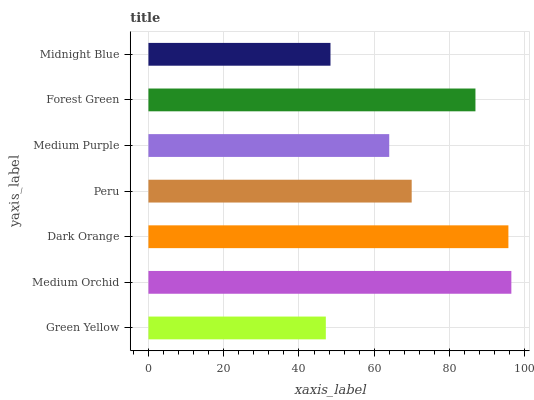 title
Midnight Blue
Forest Green
Medium Purple
Peru
Dark Orange
Medium Orchid
Green Yellow
yaxis_label
0 20 40 60 80 100
xaxis_label